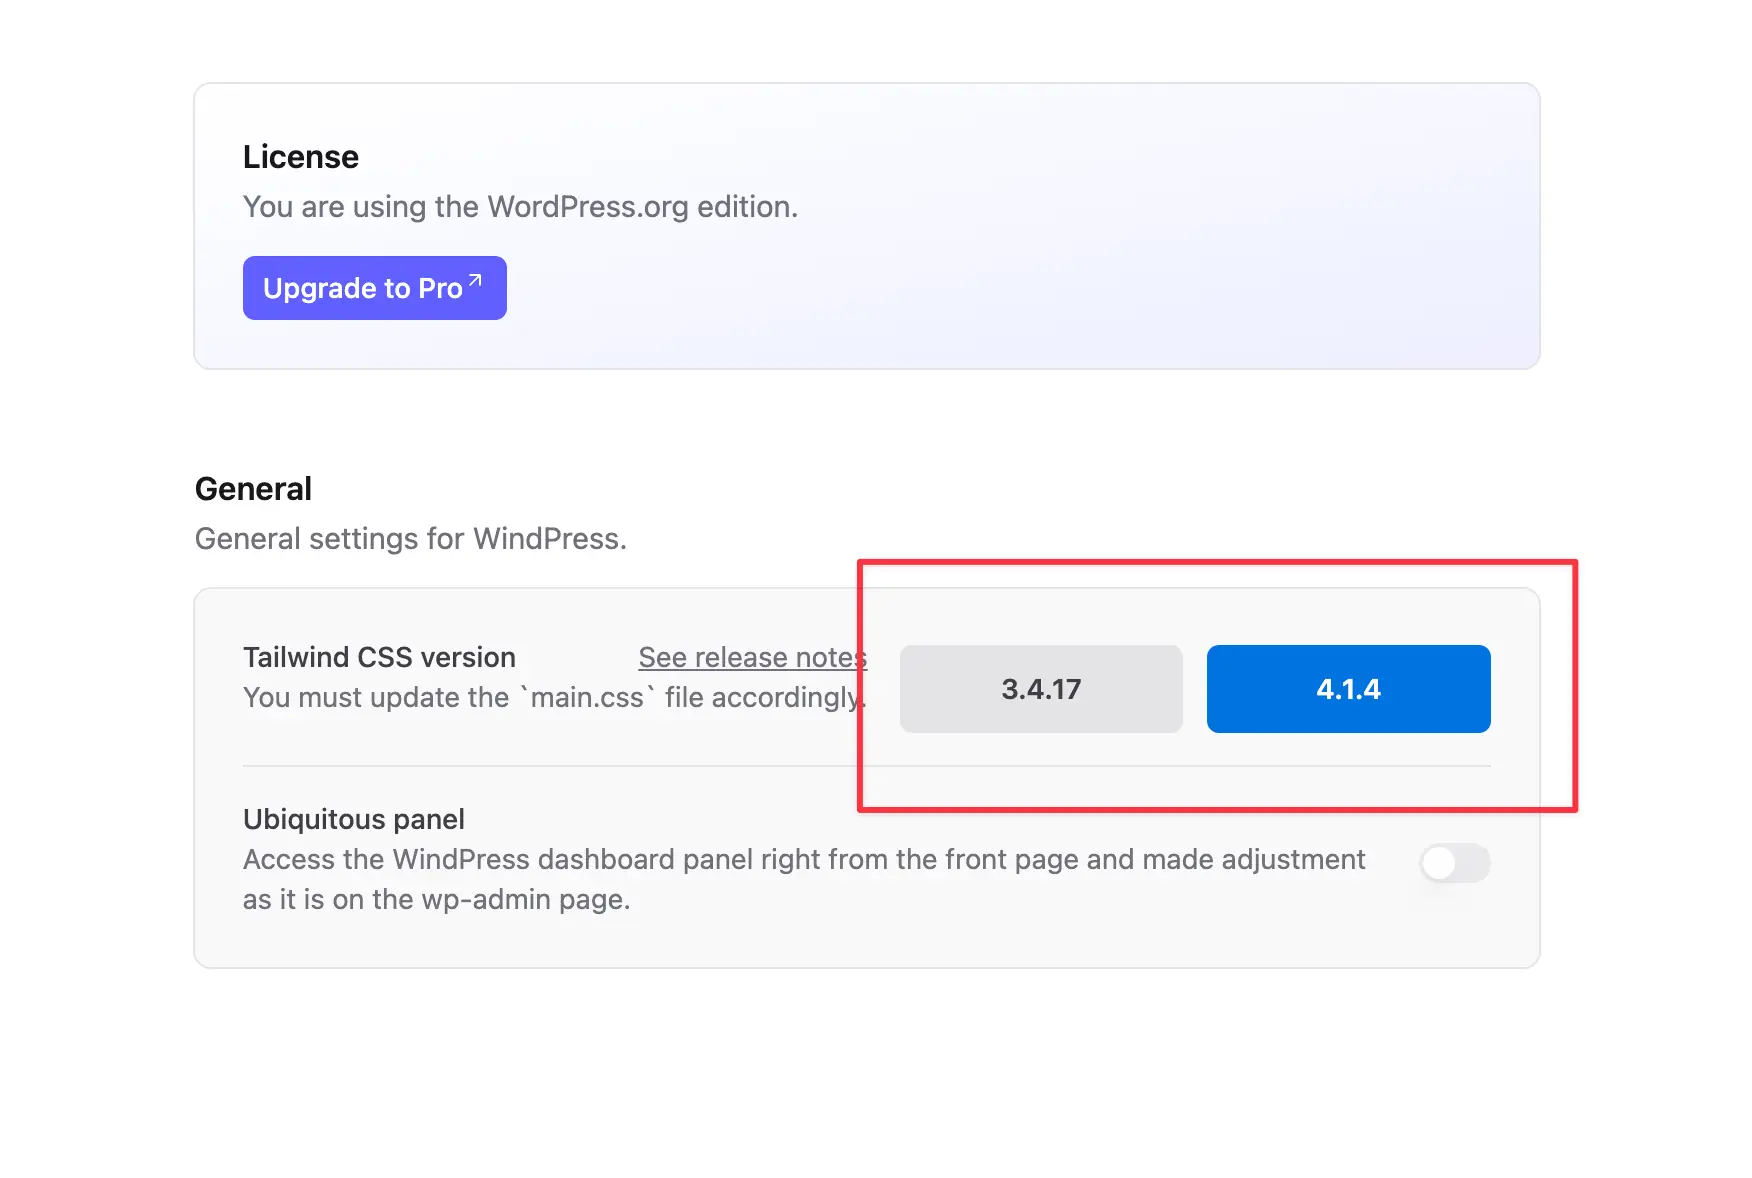 License
You are using the WordPress.org edition.
Upgrade to Pro↗
General
General settings for WindPress.
Tailwind CSS version See release notes
You must update the `main.css` file accordingly.
3.4.17 4.1.4
Ubiquitous panel
Access the WindPress dashboard panel right from the front page and made adjustment
as it is on the wp-admin page.